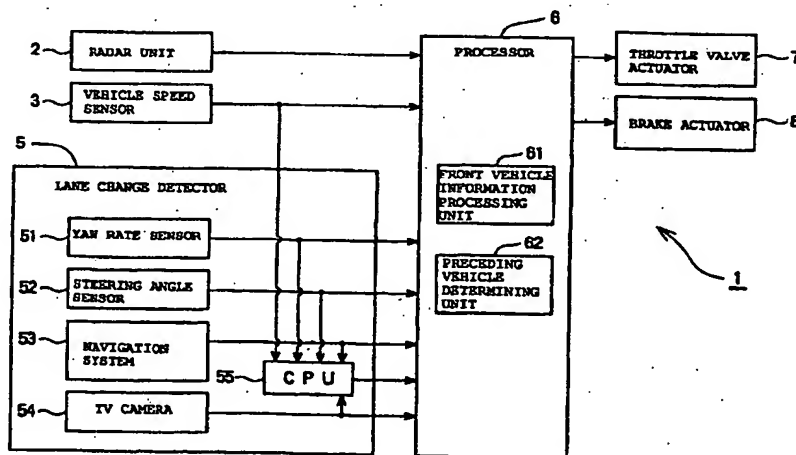 2
RADAR UNIT
3
VEHICLE SPEED
SENSOR
5
LANE CHANGE DETECTOR
51
YAW RATE SENSOR
52
STEERING ANGLE
SENSOR
53
NAVIGATION
SYSTEM
54
TV CAMERA
55
CPU
6
PROCESSOR
61
FRONT VEHICLE
INFORMATION
PROCESSING
UNIT
62
PRECEDING
VEHICLE
DETERMINING
UNIT
THROTTLE VALVE
ACTUATOR
7
BRAKE ACTUATOR
8
1